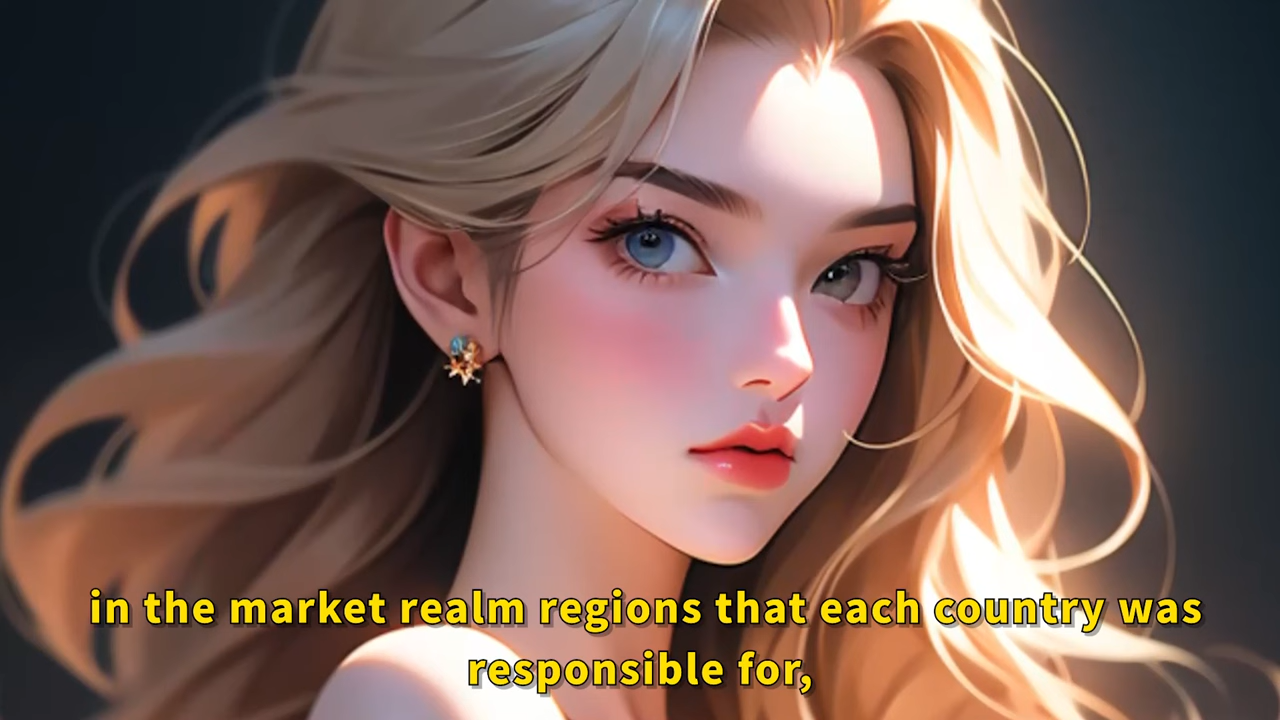 in the market realm regions that each country was
responsible for,